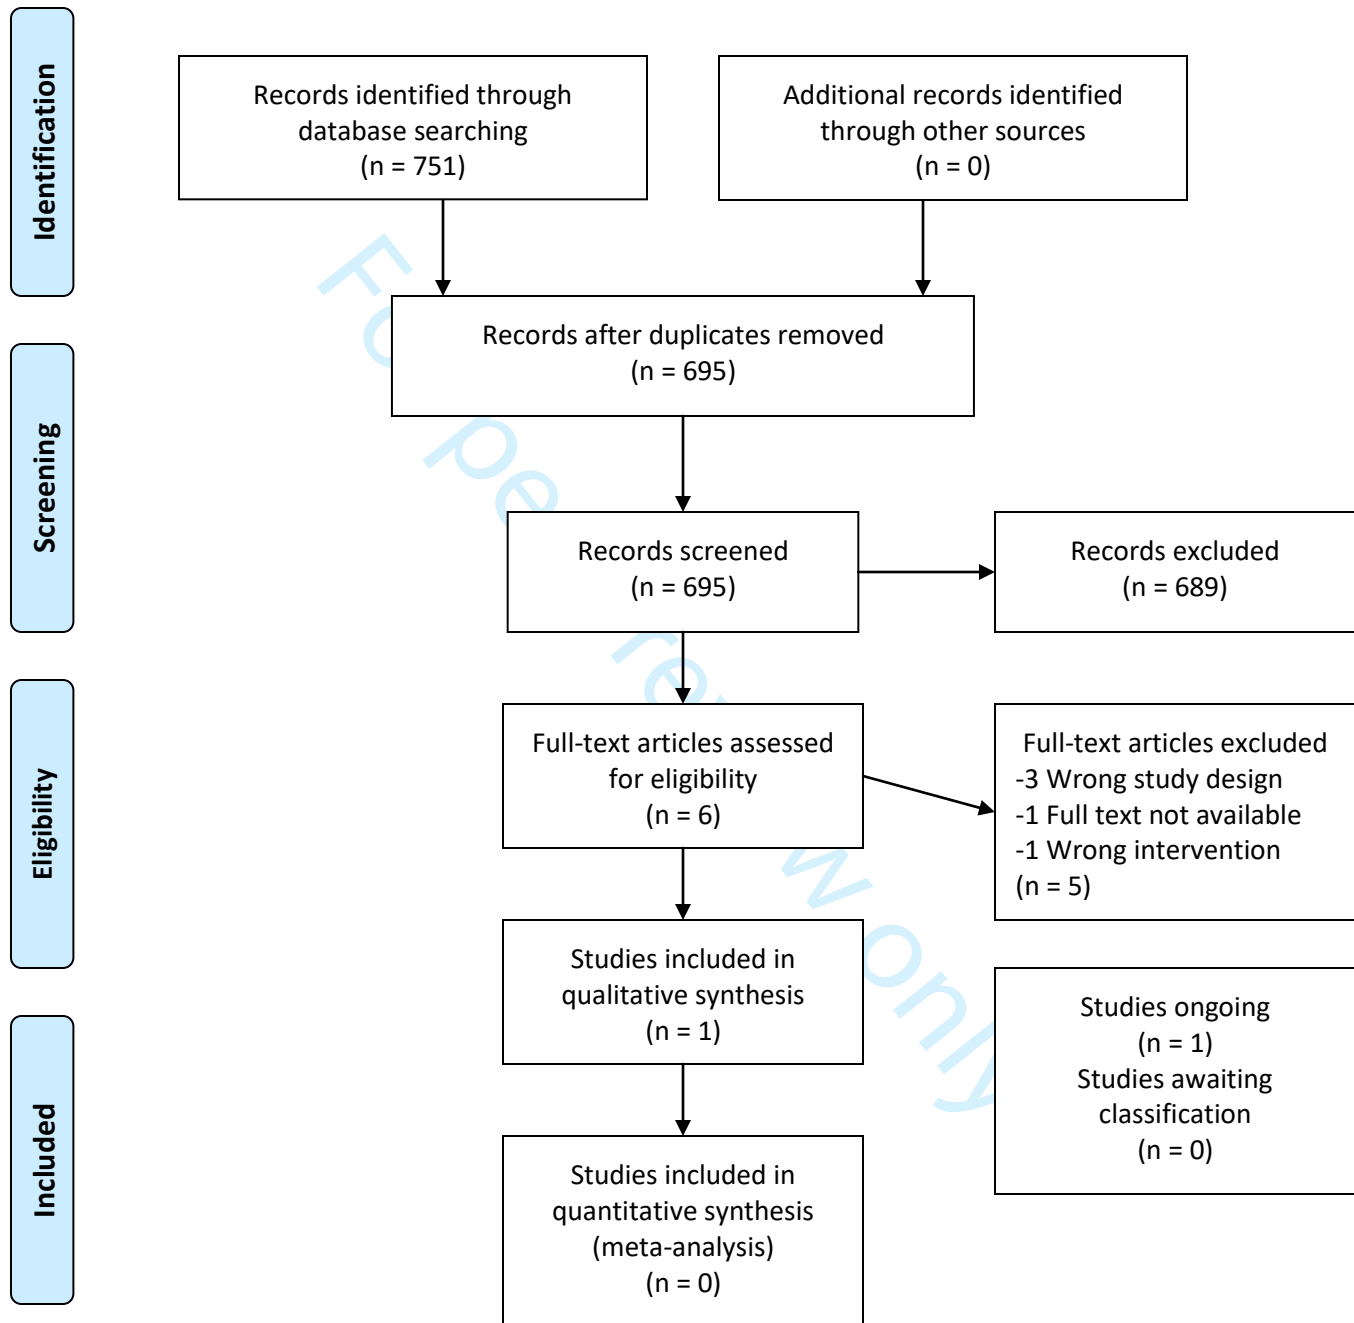 Identification
Records identified through
database searching
(n = 751)
Additional records identified
through other sources
(n = 0)
Records after duplicates removed
(n = 695)
Screening
Records screened
(n = 695)
Records excluded
(n = 689)
Eligibility
Full-text articles assessed
for eligibility
(n = 6)
Full-text articles excluded
-3 Wrong study design
-1 Full text not available
-1 Wrong intervention
(n = 5)
Studies included in
qualitative synthesis
(n = 1)
Studies ongoing
(n = 1)
Studies awaiting
classification
(n = 0)
Included
Studies included in
quantitative synthesis
(meta-analysis)
(n = 0)
only